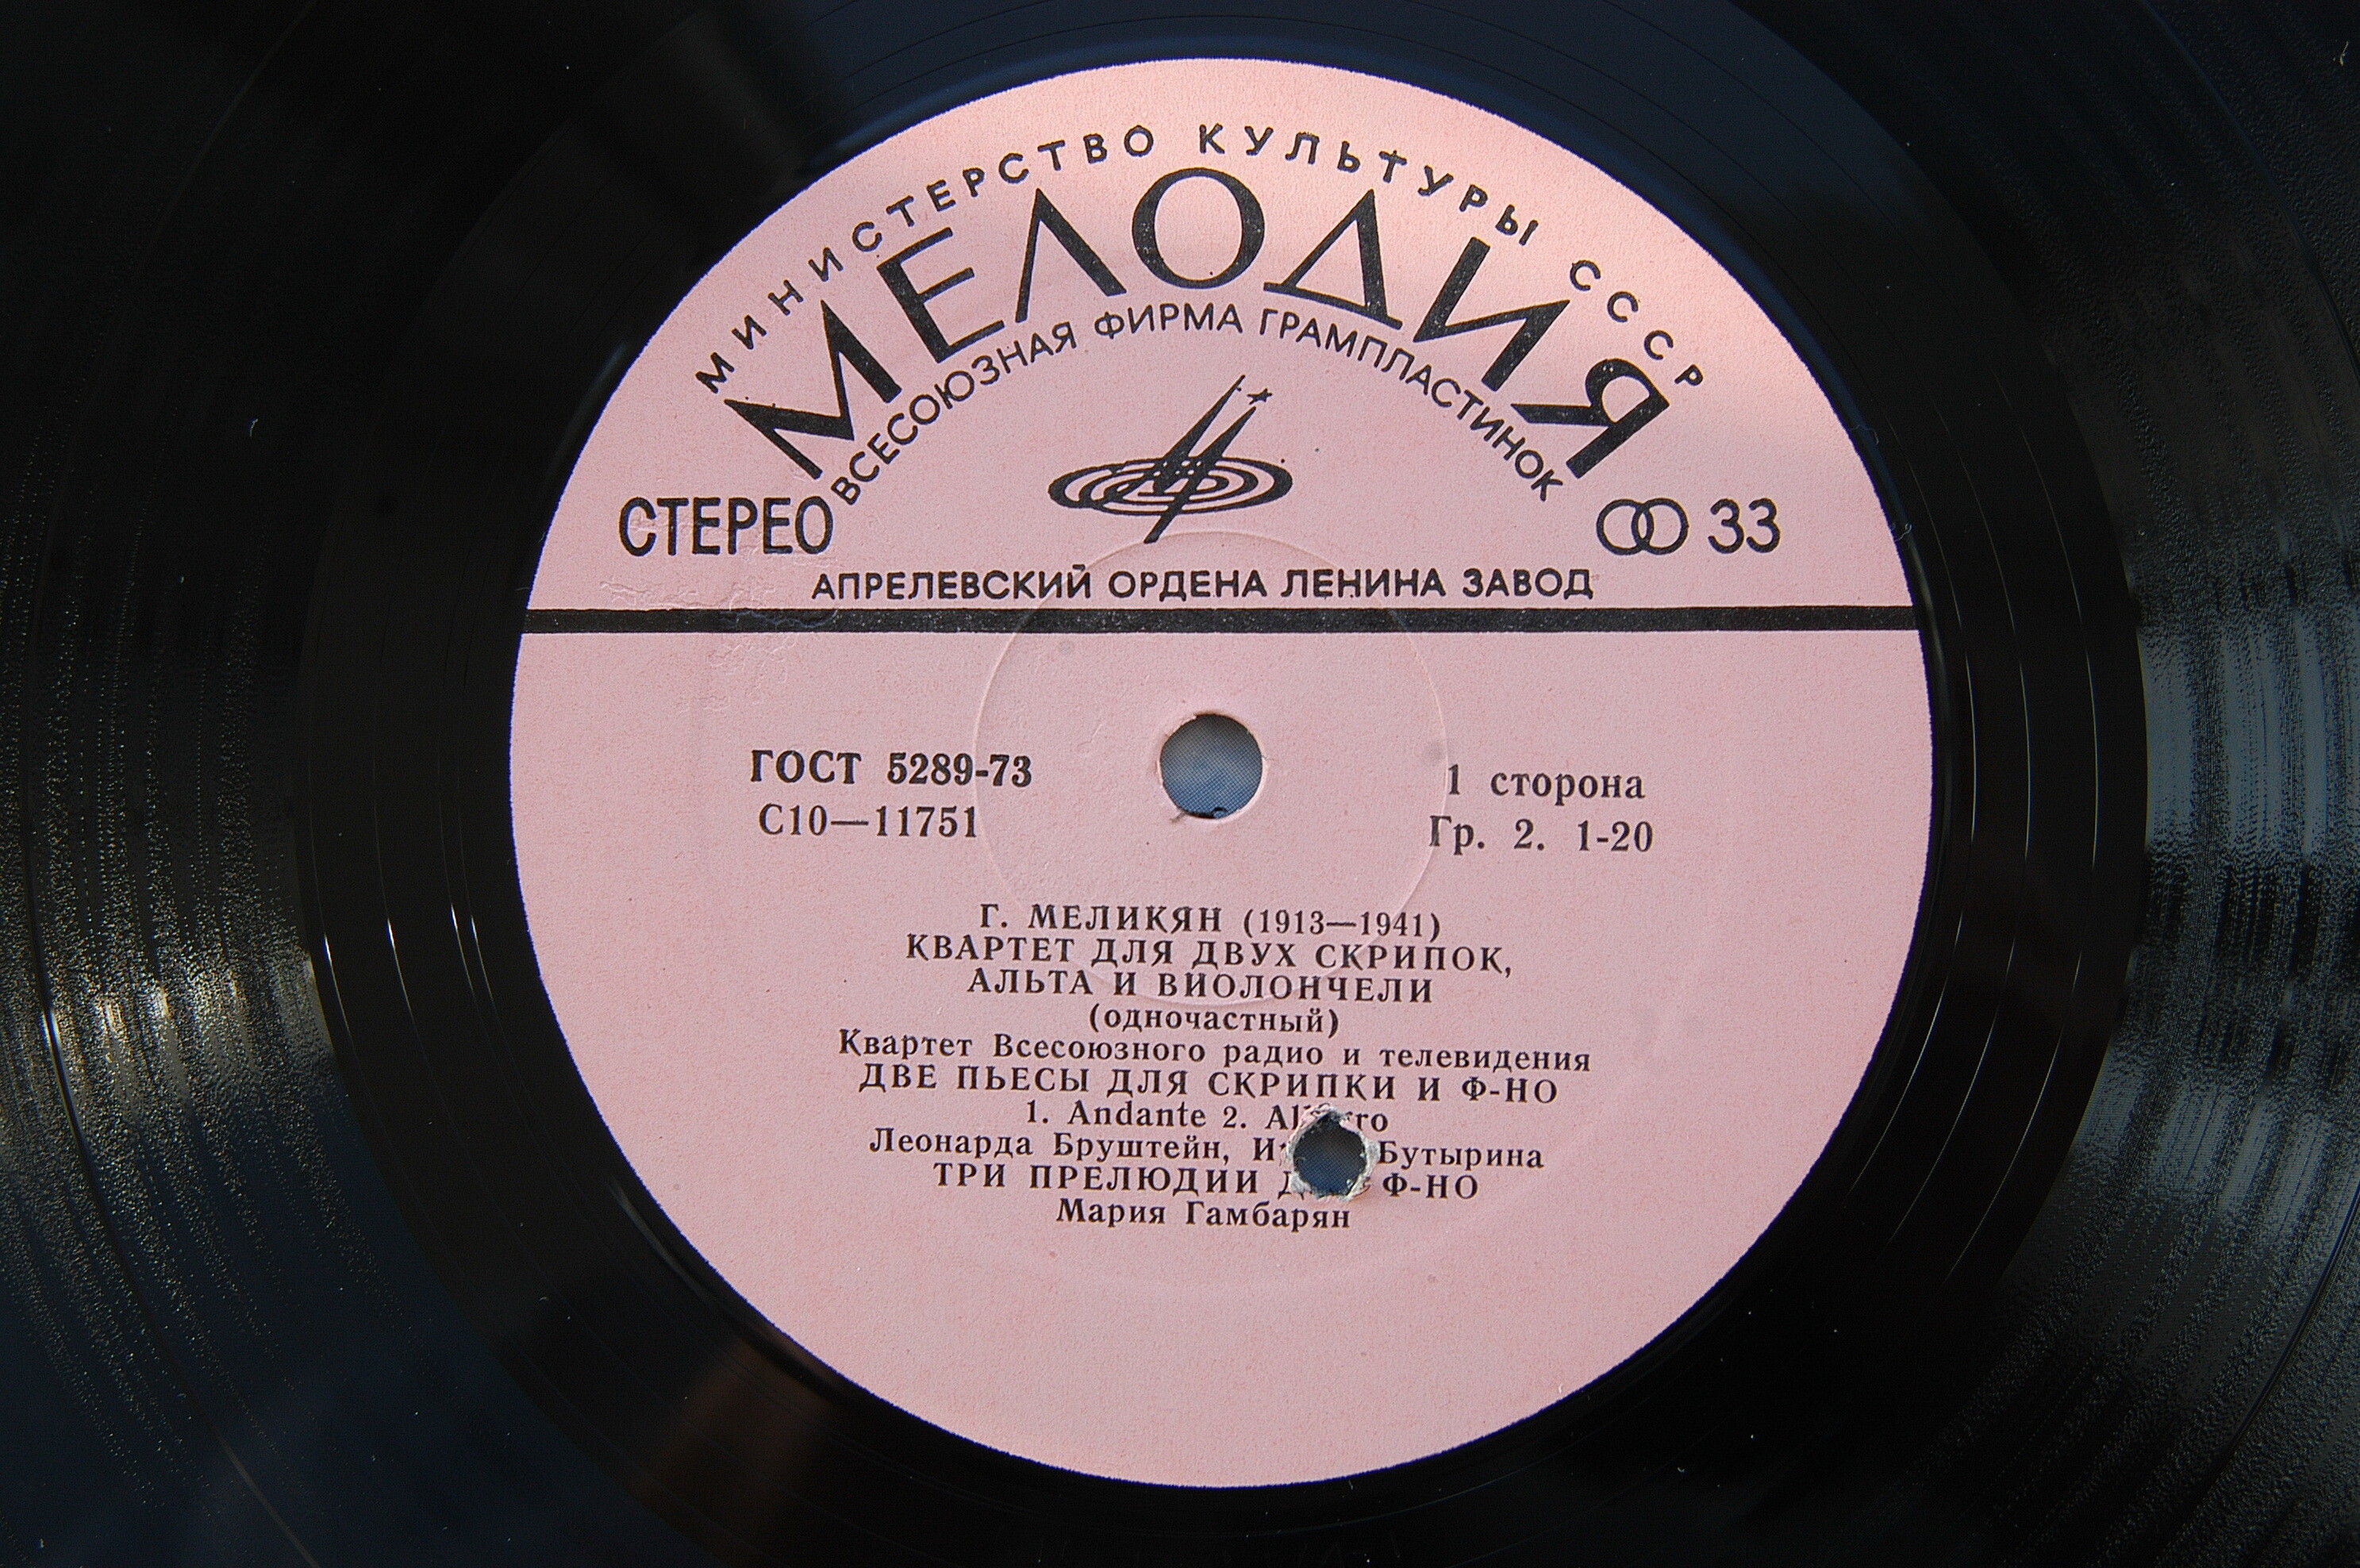 МИНИСТЕРСТВО КУЛЬТУРЫ СССР
МЕЛОДИЯ
ВСЕСОЮЗНАЯ ФИРМА ГРАМПЛАСТИНОК
СТЕРЕО
33
АПРЕЛЕВСКИЙ ОРДЕНА ЛЕНИНА ЗАВОД
ГОСТ 5289-73
1 сторона
С10—11751
Гр. 2. 1-20
Г. МЕЛИКЯН (1913—1941)
КВАРТЕТ ДЛЯ ДВУХ СКРИПОК,
АЛЬТА И ВИОЛОНЧЕЛИ
(одночастный)
Квартет Всесоюзного радио и телевидения
ДВЕ ПЬЕСЫ ДЛЯ СКРИПКИ И Ф-НО
1. Andante 2.
Леонарда Бруштейн, Бутырина
ТРИ ПРЕЛЮДИИ Ф-НО
Мария Гамбарян